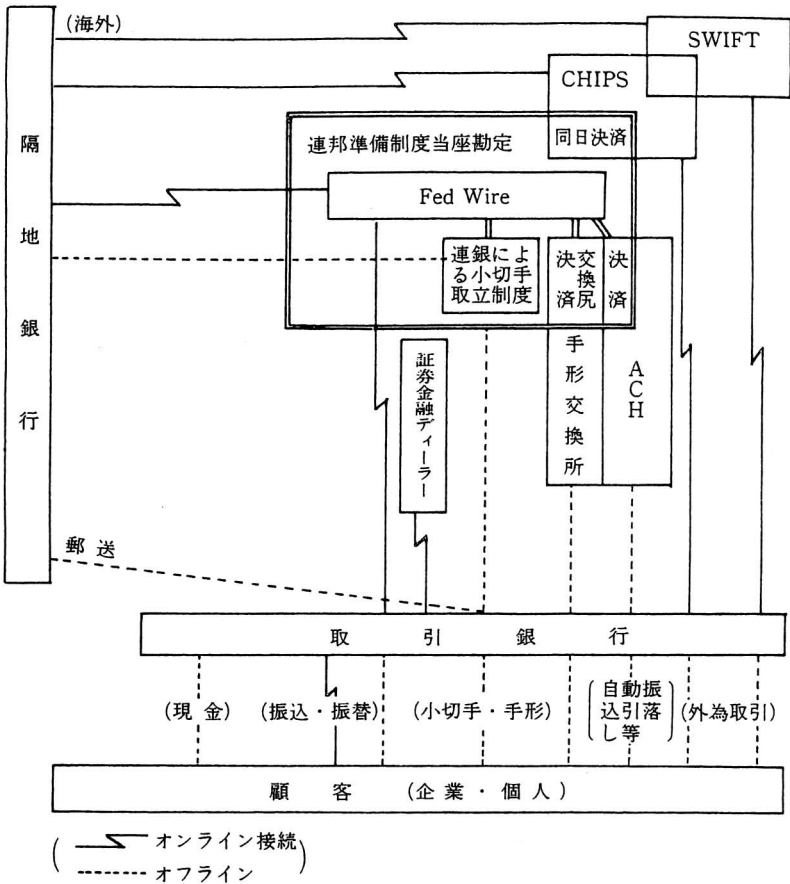 (海外)
SWIFT
CHIPS
同日決済
隔地銀行
連邦準備制度当座勘定
Fed Wire
連銀によ
る小切手
取立制度
交換尻
決済
決済
手形交換所
ACH
証券金融ディーラー
郵送
取引銀行
(現金)
(振込・振替)
(小切手・手形)
(自動振
込引落
し等)
(外為取引)
顧客 (企業・個人)
( オンライン接続
オフライン )